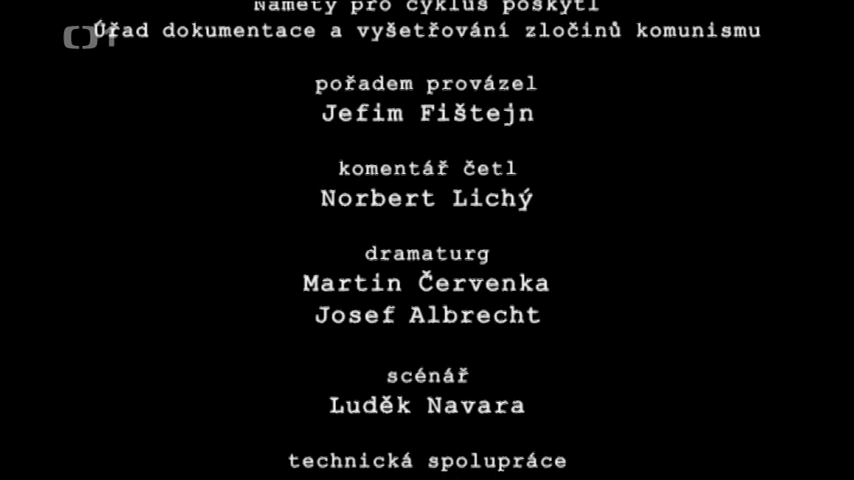 Náměty pro cyklus poskytl
Úřad dokumentace a vyšetřování zločinů komunismu
pořadem provázel
Jefim Fištejn
komentář četl
Norbert Lichý
dramaturg
Martin Červenka
Josef Albrecht
scénář
Luděk Navara
technická spolupráce